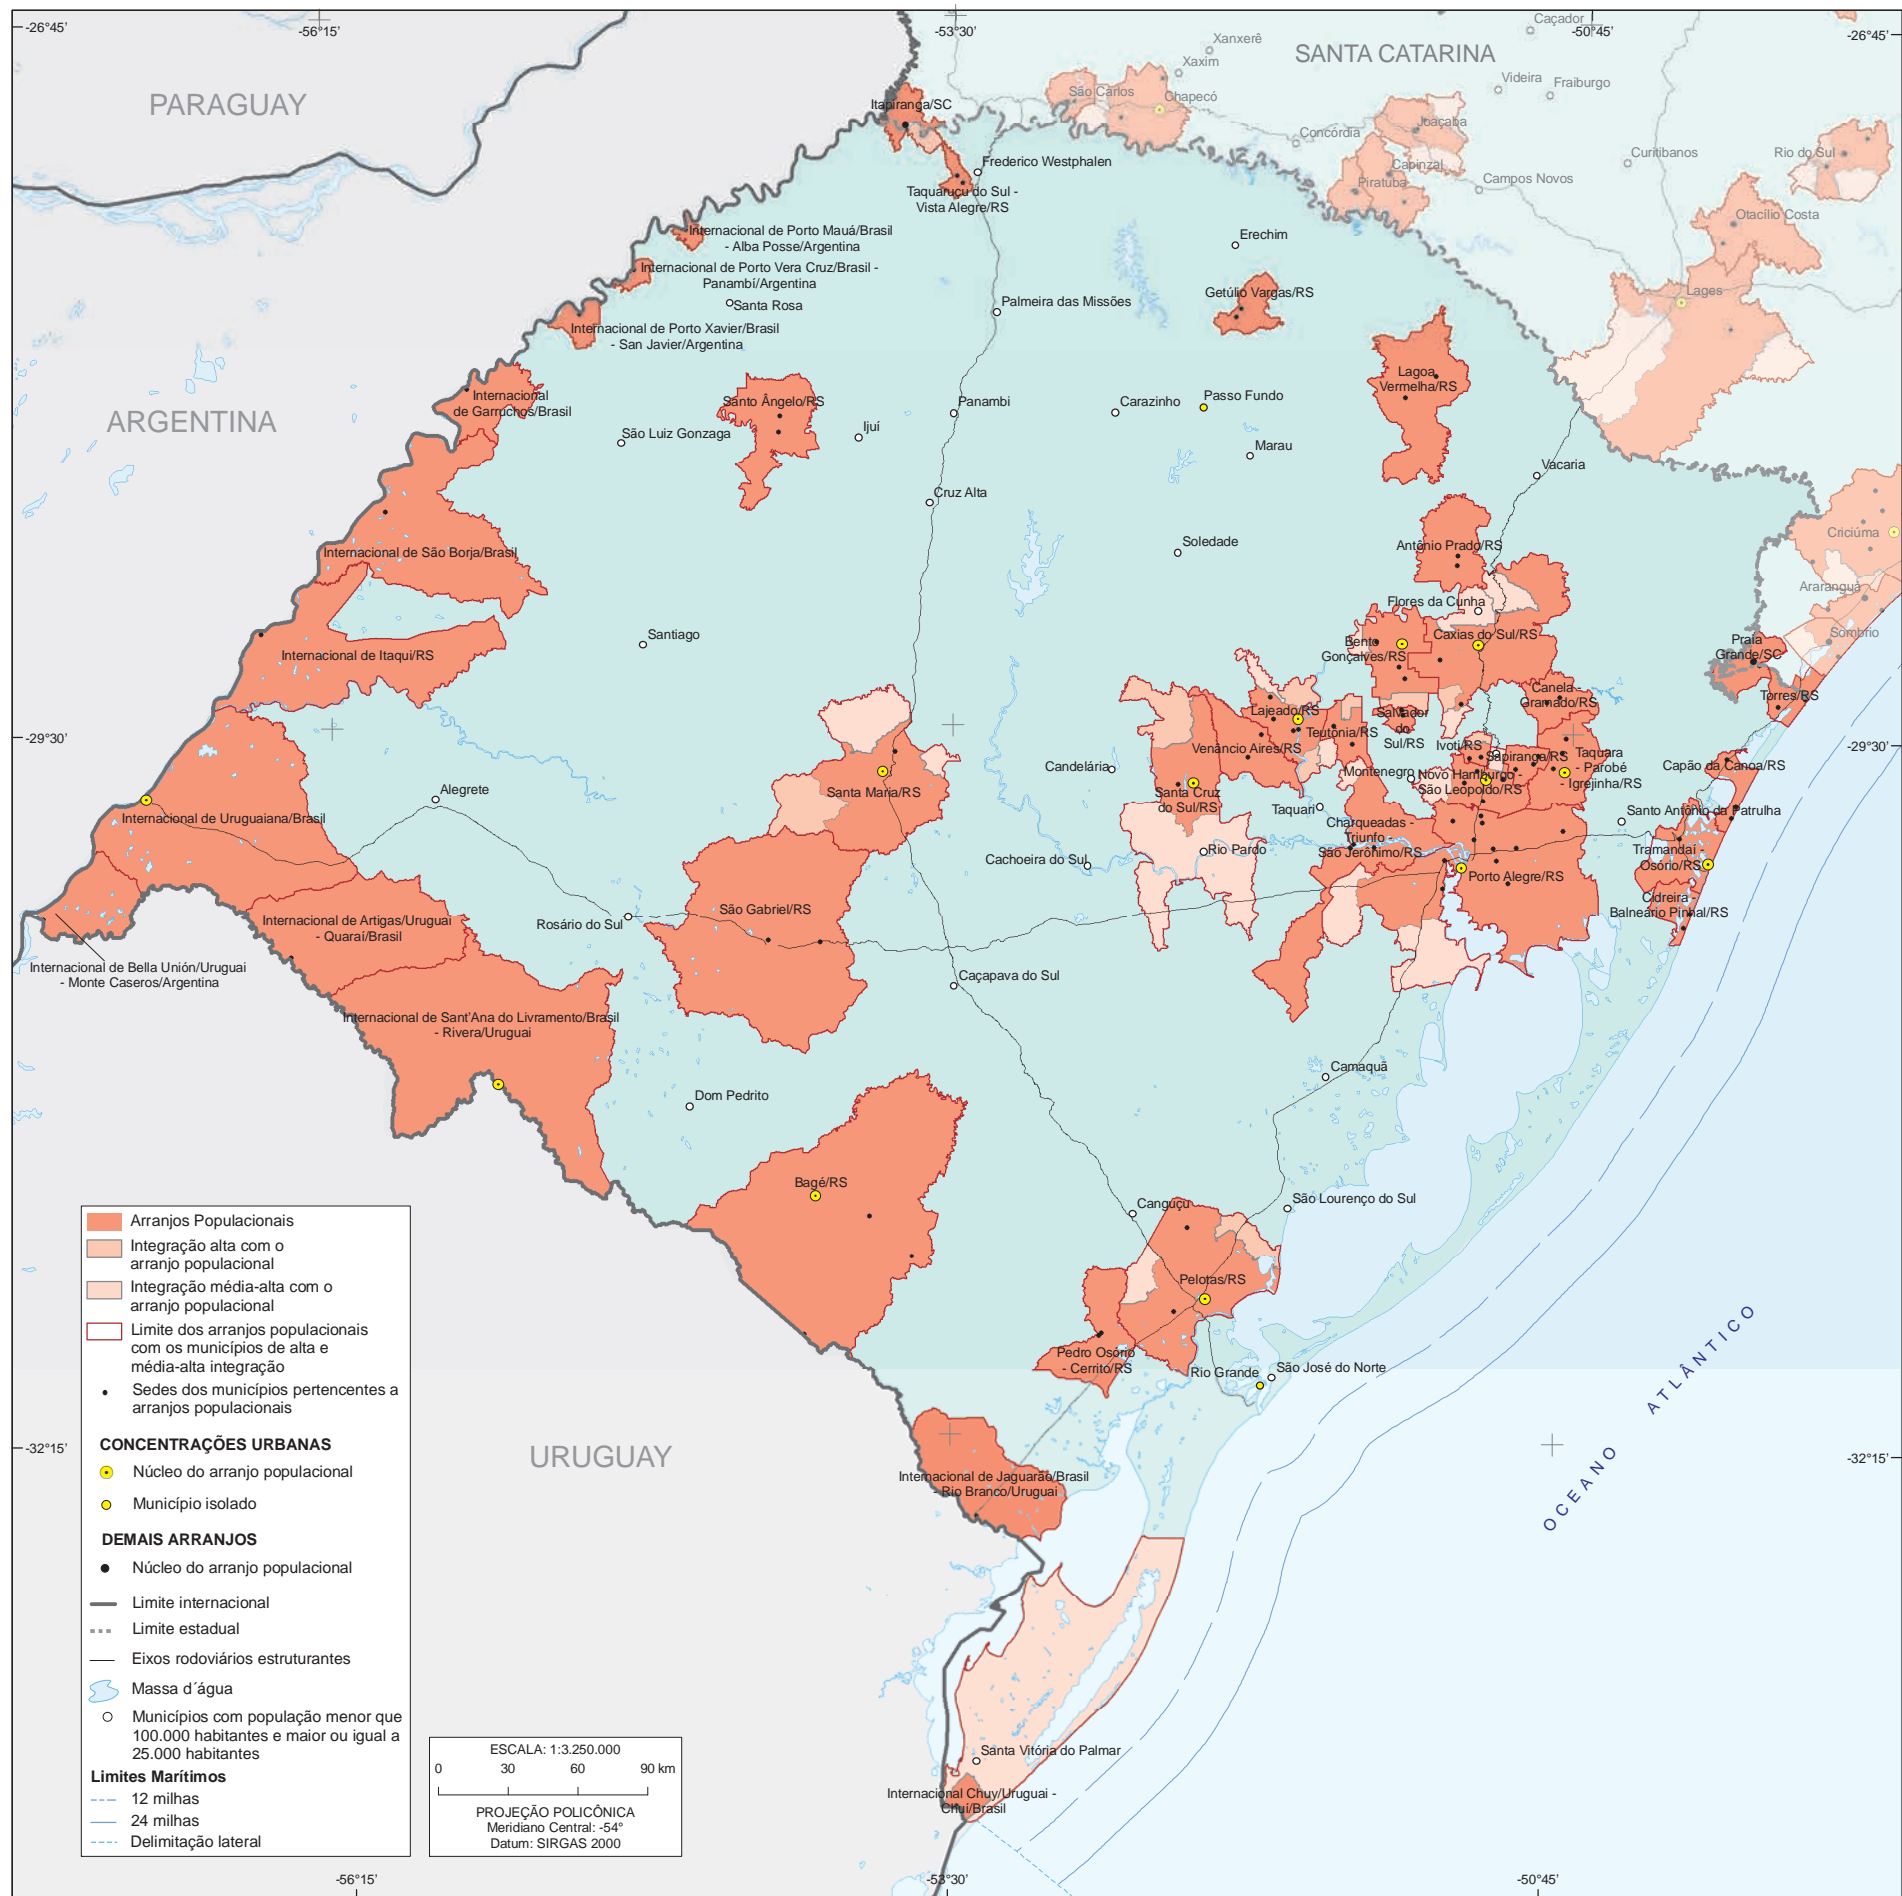 -26°45'
-56°15'
-53°30'
-50°45'
-26°45'
Caçador
Xanxerê
SANTA CATARINA
Xaxim
Videira
Fraiburgo
PARAGUAY
São Carlos
Chapecó
Itapiranga/SC
Joaçaba
Concórdia
Capinzal
Curitibanos
Rio do Sul
Frederico Westphalen
Piratuba
Campos Novos
Taquaruçu do Sul -
Vista Alegre/RS
Otacílio Costa
Internacional de Porto Mauá/Brasil
- Alba Posse/Argentina
Erechim
Internacional de Porto Vera Cruz/Brasil -
Panambí/Argentina
Santa Rosa
Palmeira das Missões
Getúlio Vargas/RS
Lages
Internacional de Porto Xavier/Brasil
- San Javier/Argentina
Lagoa
Vermelha/RS
Internacional
de Garruchos/Brasil
ARGENTINA
Santo Ângelo/RS
Panambi
Carazinho
Passo Fundo
São Luiz Gonzaga
Ijuí
Marau
Vacaria
Cruz Alta
Criciúma
Internacional de São Borja/Brasil
Soledade
Antônio Prado/RS
Araranguá
Flores da Cunha
Santiago
Bento
Gonçalves/RS
Caxias do Sul/RS
Sombrio
Praia
Grande/SC
Internacional de Itaqui/RS
Canela -
Gramado/RS
Torres/RS
Lajeado/RS
Salvador
do
Sul/RS
-29°30'
Teutônia/RS
-29°30'
Venâncio Aires/RS
Ivoti/RS
Sapiranga/RS
Taquara
- Parobé
- Igrejinha/RS
Capão da Canoa/RS
Candelária
Montenegro
Novo Hamburgo -
São Leopoldo/RS
Santa Maria/RS
Santa Cruz
do Sul/RS
Alegrete
Taquari
Santo Antônio da Patrulha
Internacional de Uruguaiana/Brasil
Charqueadas -
Triunfo -
São Jerônimo/RS
Rio Pardo
Cachoeira do Sul
Tramandaí -
Osório/RS
Porto Alegre/RS
São Gabriel/RS
Cidreira -
Balneário Pinhal/RS
Internacional de Artigas/Uruguai
- Quaraí/Brasil
Rosário do Sul
Internacional de Bella Unión/Uruguai
- Monte Caseros/Argentina
Caçapava do Sul
Internacional de Sant'Ana do Livramento/Brasil
- Rivera/Uruguai
Camaquã
Dom Pedrito
Bagé/RS
Canguçu
São Lourenço do Sul
Pelotas/RS
Pedro Osório
- Cerrito/RS
Rio Grande
São José do Norte
OCEANO ATLÂNTICO
-32°15'
-32°15'
URUGUAY
Internacional de Jaguarão/Brasil
- Rio Branco/Uruguai
Santa Vitória do Palmar
Internacional Chuy/Uruguai -
Chuí/Brasil
Arranjos Populacionais
Integração alta com o
arranjo populacional
Integração média-alta com o
arranjo populacional
Limite dos arranjos populacionais
com os municípios de alta e
média-alta integração
Sedes dos municípios pertencentes a
arranjos populacionais
CONCENTRAÇÕES URBANAS
Núcleo do arranjo populacional
Município isolado
DEMAIS ARRANJOS
Núcleo do arranjo populacional
Limite internacional
Limite estadual
Eixos rodoviários estruturantes
Massa d´água
Municípios com população menor que
100.000 habitantes e maior ou igual a
25.000 habitantes
Limites Marítimos
12 milhas
24 milhas
Delimitação lateral
ESCALA: 1:3.250.000
0 30 60 90 km
PROJEÇÃO POLICÔNICA
Meridiano Central: -54°
Datum: SIRGAS 2000
-56°15'
-53°30'
-50°45'